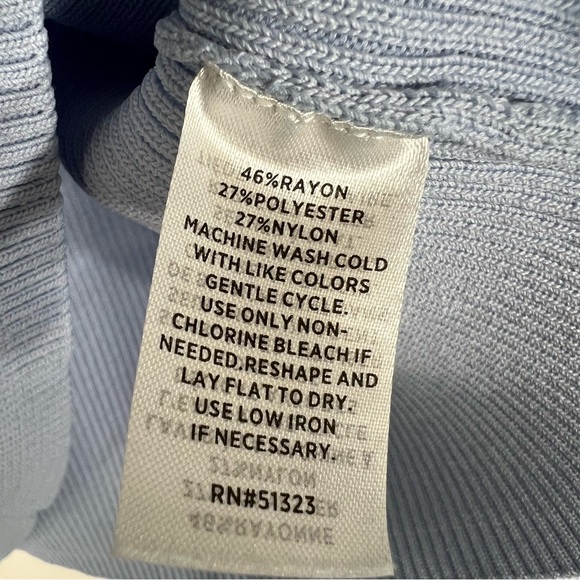 46%RAYON
27%POLYESTER
27%NYLON
MACHINE WASH COLD
WITH LIKE COLORS
GENTLE CYCLE.
USE ONLY NON-
CHLORINE BLEACH IF
NEEDED.RESHAPE AND
LAY FLAT TO DRY.
USE LOW IRON
IF NECESSARY.
RN#51323